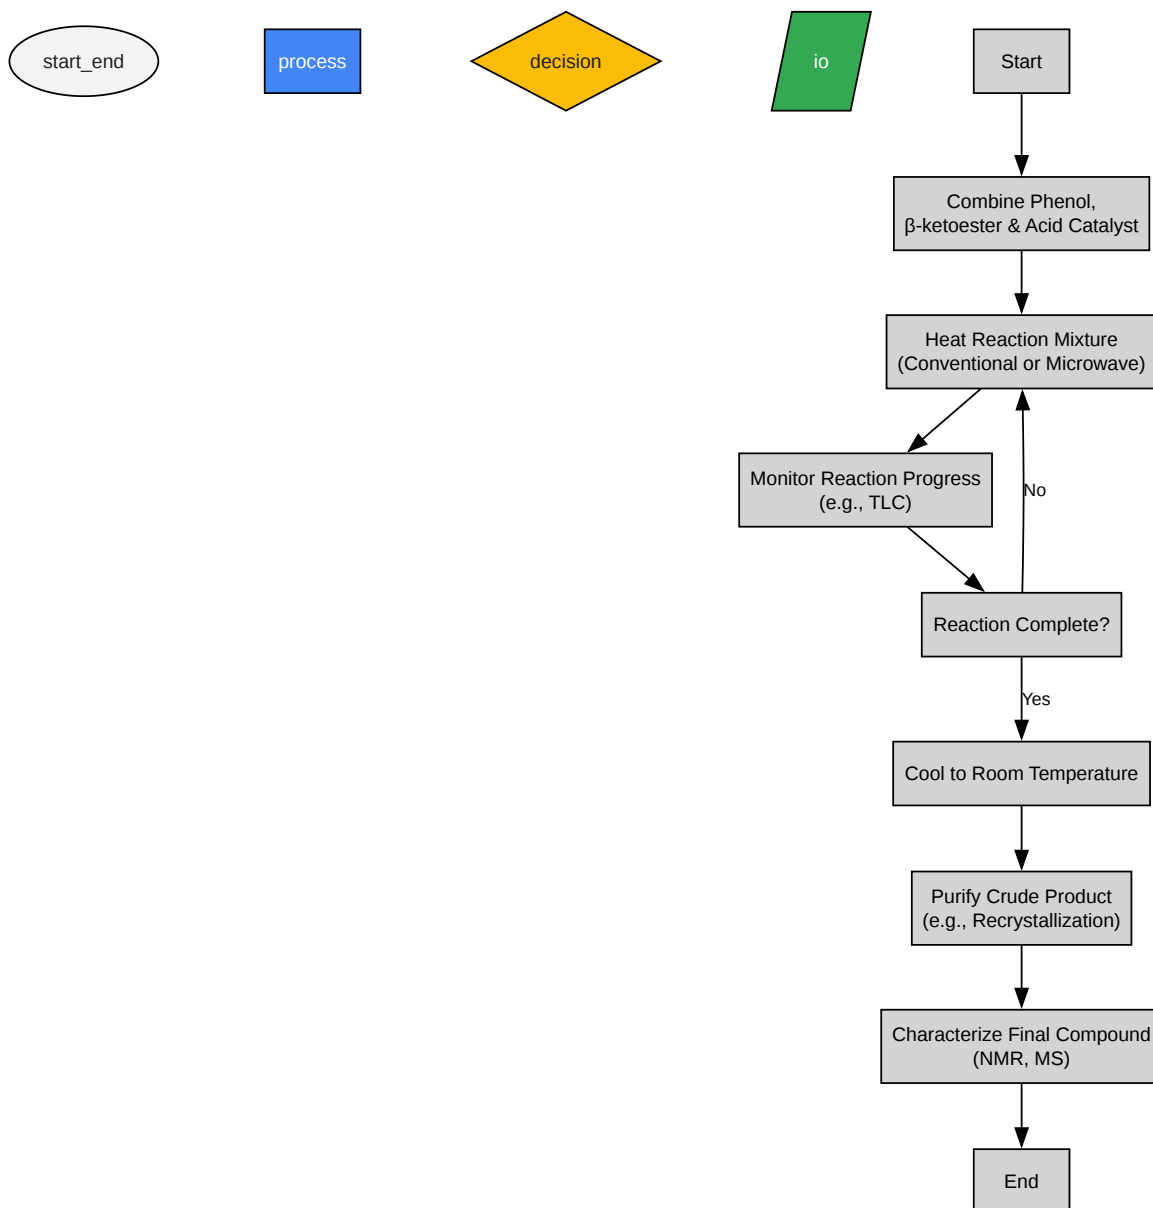 start_end
process
decision
io
Start
Combine Phenol,
β-ketoester & Acid Catalyst
Heat Reaction Mixture
(Conventional or Microwave)
Monitor Reaction Progress
(e.g., TLC)
No
Reaction Complete?
Yes
Cool to Room Temperature
Purify Crude Product
(e.g., Recrystallization)
Characterize Final Compound
(NMR, MS)
End